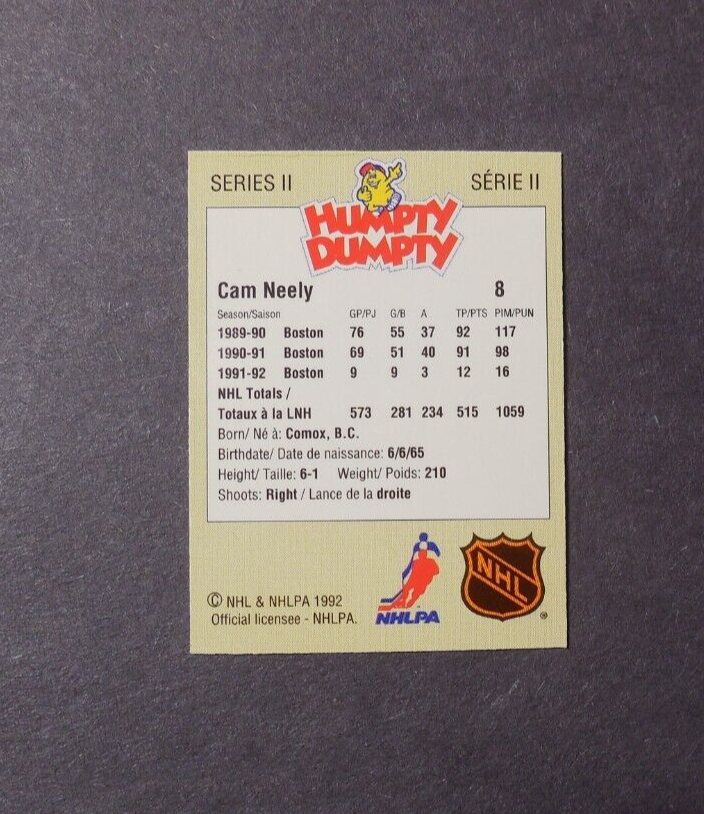 SERIES II SÉRIE II
HUMPTY
DUMPTY
Cam Neely 8
Season/Saison GP/PJ G/B A TP/PTS PIM/PUN
1989-90 Boston 76 55 37 92 117
1990-91 Boston 69 51 40 91 98
1991-92 Boston 9 9 3 12 16
NHL Totals /
Totaux à la LNH 573 281 234 515 1059
Born/ Né à: Comox, B.C.
Birthdate/ Date de naissance: 6/6/65
Height/ Taille: 6-1 Weight/ Poids: 210
Shoots: Right / Lance de la droite
NHL
© NHL & NHLPA 1992
Official licensee - NHLPA.
NHLPA
®